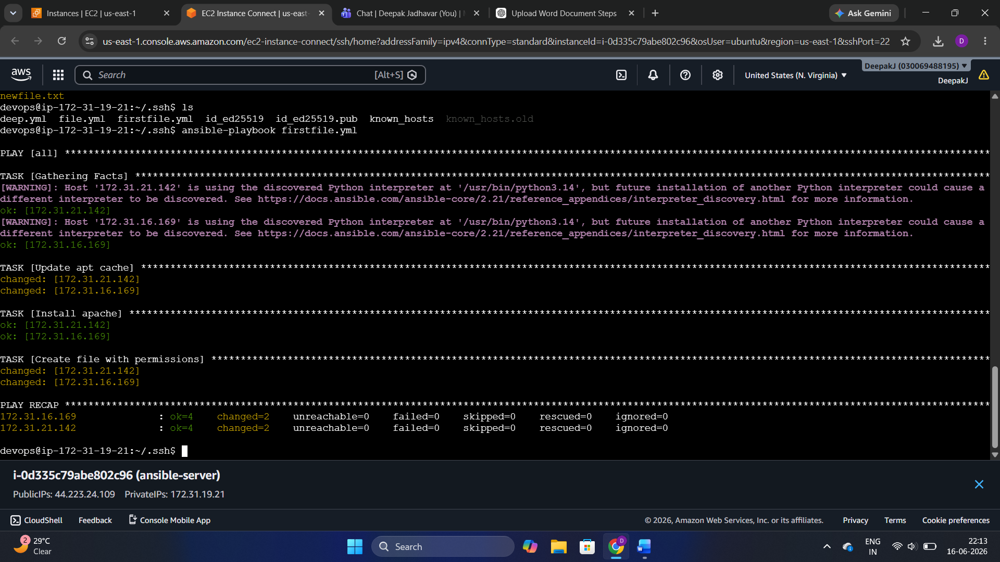 Instances | EC2 | us-east-1
EC2 Instance Connect | us-east-
Chat | Deepak Jadhavar (You) |
Upload Word Document Steps
Ask Gemini
us-east-1.console.aws.amazon.com/ec2-instance-connect/ssh/home?addressFamily=ipv4&connType=standard&instanceId=i-0d335c79abe802c96&osUser=ubuntu&region=us-east-1&sshPort=22
D
aws
Search
[Alt+S]
United States (N. Virginia) ▼
DeepakJ (030069488195) ▼
DeepakJ
newfile.txt
devops@ip-172-31-19-21:~/.ssh$ ls
deep.yml  file.yml  firstfile.yml  id_ed25519  id_ed25519.pub  known_hosts  known_hosts.old
devops@ip-172-31-19-21:~/.ssh$ ansible-playbook firstfile.yml
PLAY [all] ************************************************************
TASK [Gathering Facts] ************************************************************
[WARNING]: Host '172.31.21.142' is using the discovered Python interpreter at '/usr/bin/python3.14', but future installation of another Python interpreter could cause a
different interpreter to be discovered. See https://docs.ansible.com/ansible-core/2.21/reference_appendices/interpreter_discovery.html for more information.
ok: [172.31.21.142]
[WARNING]: Host '172.31.16.169' is using the discovered Python interpreter at '/usr/bin/python3.14', but future installation of another Python interpreter could cause a
different interpreter to be discovered. See https://docs.ansible.com/ansible-core/2.21/reference_appendices/interpreter_discovery.html for more information.
ok: [172.31.16.169]
TASK [Update apt cache] ************************************************************
changed: [172.31.21.142]
changed: [172.31.16.169]
TASK [Install apache] ************************************************************
ok: [172.31.21.142]
ok: [172.31.16.169]
TASK [Create file with permissions] ************************************************************
changed: [172.31.21.142]
changed: [172.31.16.169]
PLAY RECAP ************************************************************
172.31.16.169              : ok=4    changed=2    unreachable=0    failed=0    skipped=0    rescued=0    ignored=0
172.31.21.142              : ok=4    changed=2    unreachable=0    failed=0    skipped=0    rescued=0    ignored=0
devops@ip-172-31-19-21:~/.ssh$
i-0d335c79abe802c96 (ansible-server)
PublicIPs: 44.223.24.109   PrivateIPs: 172.31.19.21
CloudShell
Feedback
Console Mobile App
© 2026, Amazon Web Services, Inc. or its affiliates.
Privacy
Terms
Cookie preferences
2
29°C
Clear
Search
D
W
ENG
IN
22:13
16-06-2026